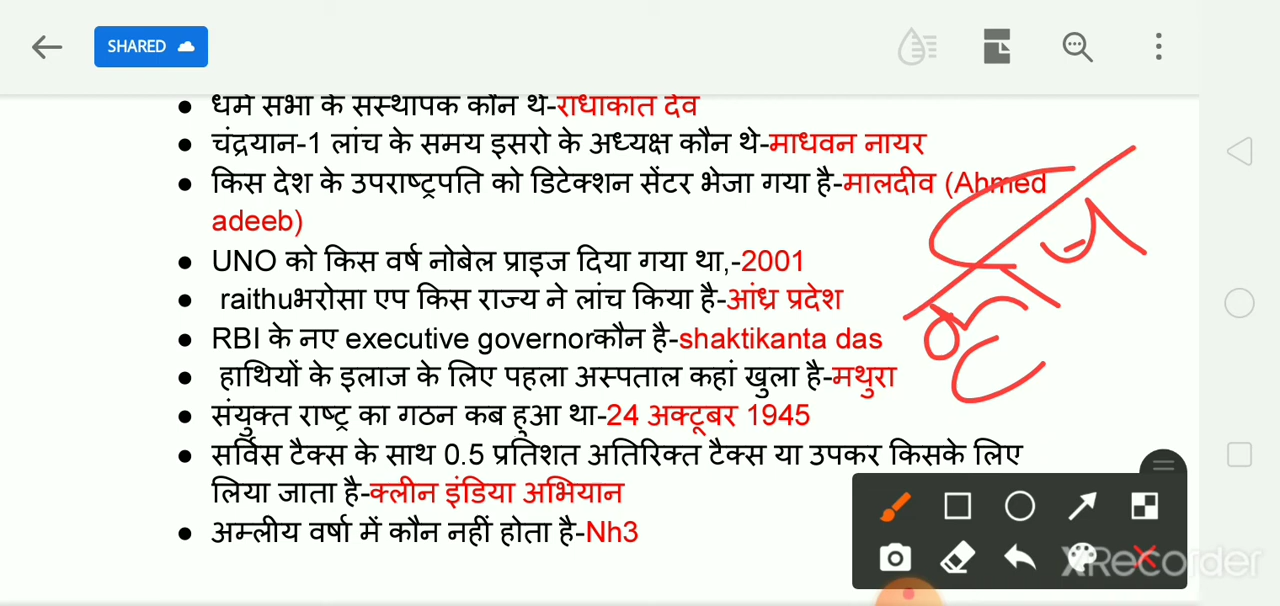 SHARED
धर्म सभा के संस्थापक कौन थे-राधाकांत देव
चंद्रयान-1 लांच के समय इसरो के अध्यक्ष कौन थे-माधवन नायर
किस देश के उपराष्ट्रपति को डिटेक्शन सेंटर भेजा गया है-मालदीव (Ahmed
adeeb)
UNO को किस वर्ष नोबेल प्राइज दिया गया था,-2001
raithuभरोसा एप किस राज्य ने लांच किया है-आंध्र प्रदेश
RBI के नए executive governorकौन है-shaktikanta das
हाथियों के इलाज के लिए पहला अस्पताल कहां खुला है-मथुरा
संयुक्त राष्ट्र का गठन कब हुआ था-24 अक्टूबर 1945
सर्विस टैक्स के साथ 0.5 प्रतिशत अतिरिक्त टैक्स या उपकर किसके लिए
लिया जाता है-क्लीन इंडिया अभियान
अम्लीय वर्षा में कौन नहीं होता है-Nh3
XRecorder